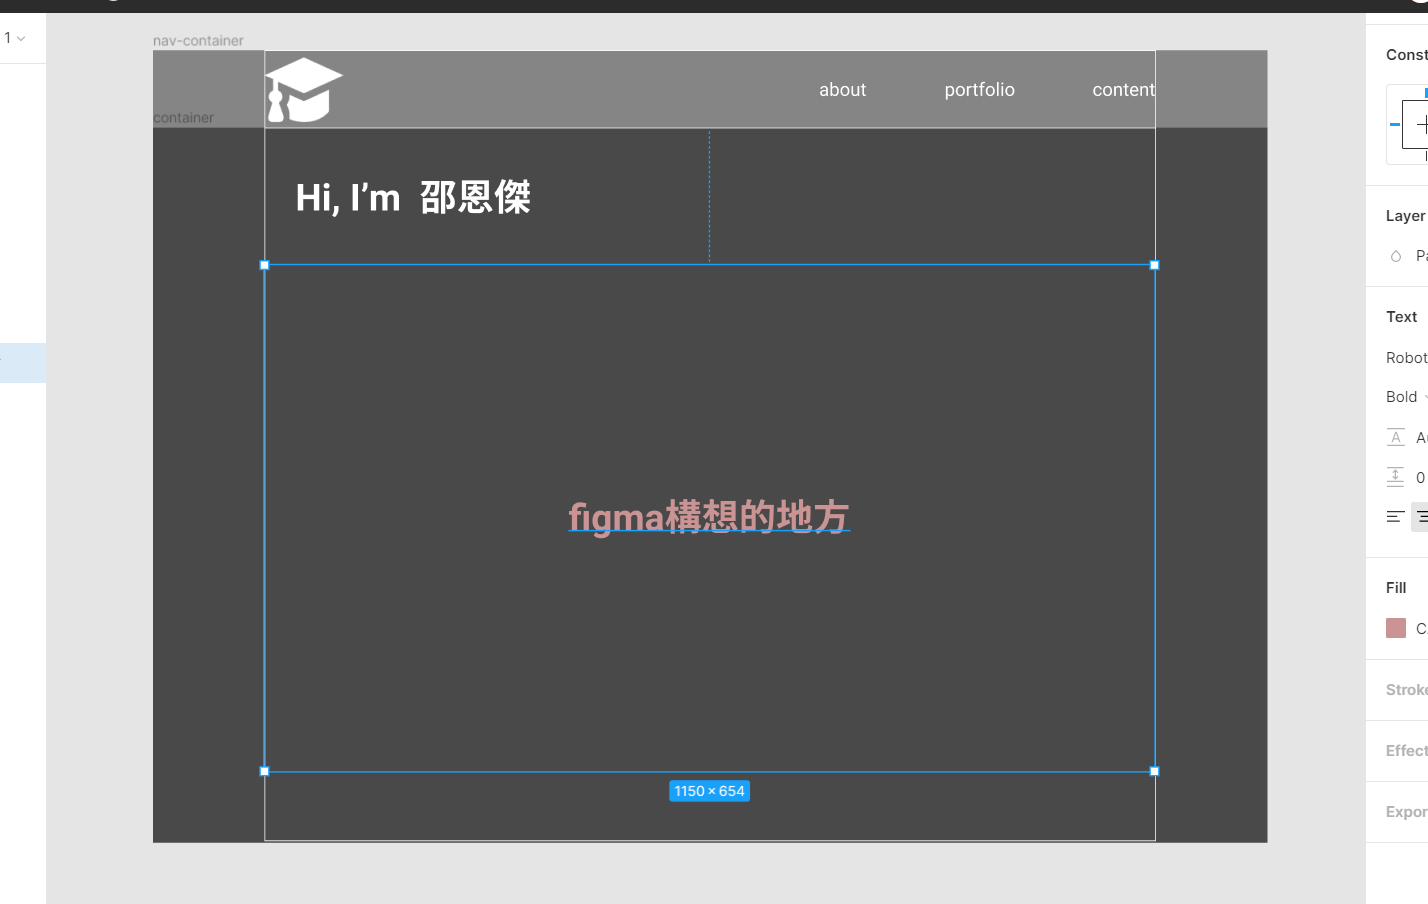 1
nav-container
about portfolio content
container
Hi, I'm 邵恩傑
figma構想的地方
1150 × 654
Const
Layer
Text
Robot
Bold
0
Fill
Stroke
Effect
Expor